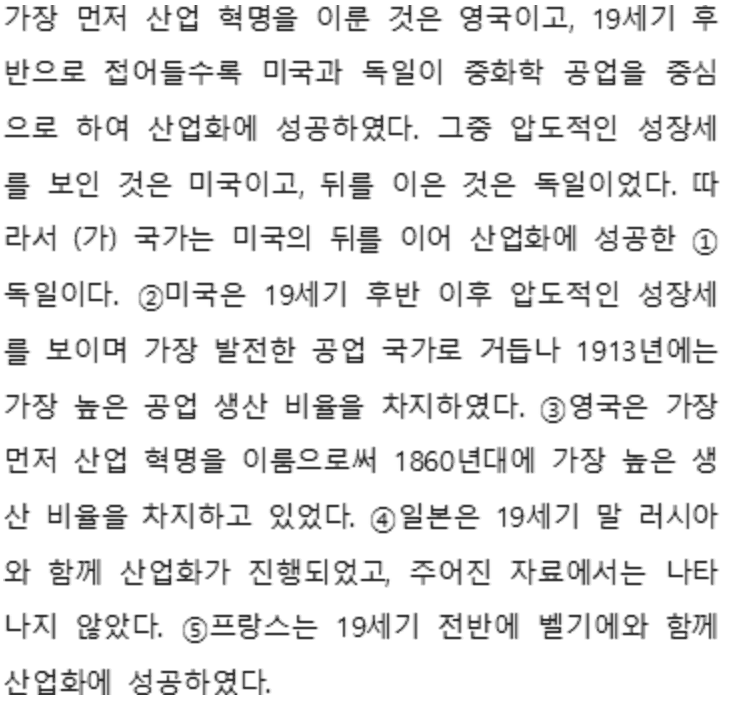 가장 먼저 산업 혁명을 이룬 것은 영국이고, 19세기 후
반으로 접어들수록 미국과 독일이 중화학 공업을 중심
으로 하여 산업화에 성공하였다. 그중 압도적인 성장세
를 보인 것은 미국이고, 뒤를 이은 것은 독일이었다. 따
라서 (가) 국가는 미국의 뒤를 이어 산업화에 성공한 ①
독일이다. ②미국은 19세기 후반 이후 압도적인 성장세
를 보이며 가장 발전한 공업 국가로 거듭나 1913년에는
가장 높은 공업 생산 비율을 차지하였다. ③영국은 가장
먼저 산업 혁명을 이룸으로써 1860년대에 가장 높은 생
산 비율을 차지하고 있었다. ④일본은 19세기 말 러시아
와 함께 산업화가 진행되었고, 주어진 자료에서는 나타
나지 않았다. ⑤프랑스는 19세기 전반에 벨기에와 함께
산업화에 성공하였다.